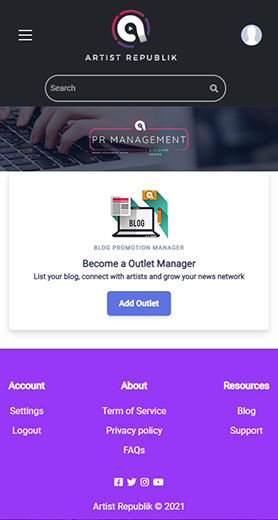 ARTIST REPUBLIK
Search
PR MANAGEMENT
DISCOVER
BLOG
BLOG PROMOTION MANAGER
Become a Outlet Manager
List your blog, connect with artists and grow your news network
Add Outlet
Account About Resources
Settings Term of Service Blog
Logout Privacy policy Support
FAQs
Artist Republik © 2021